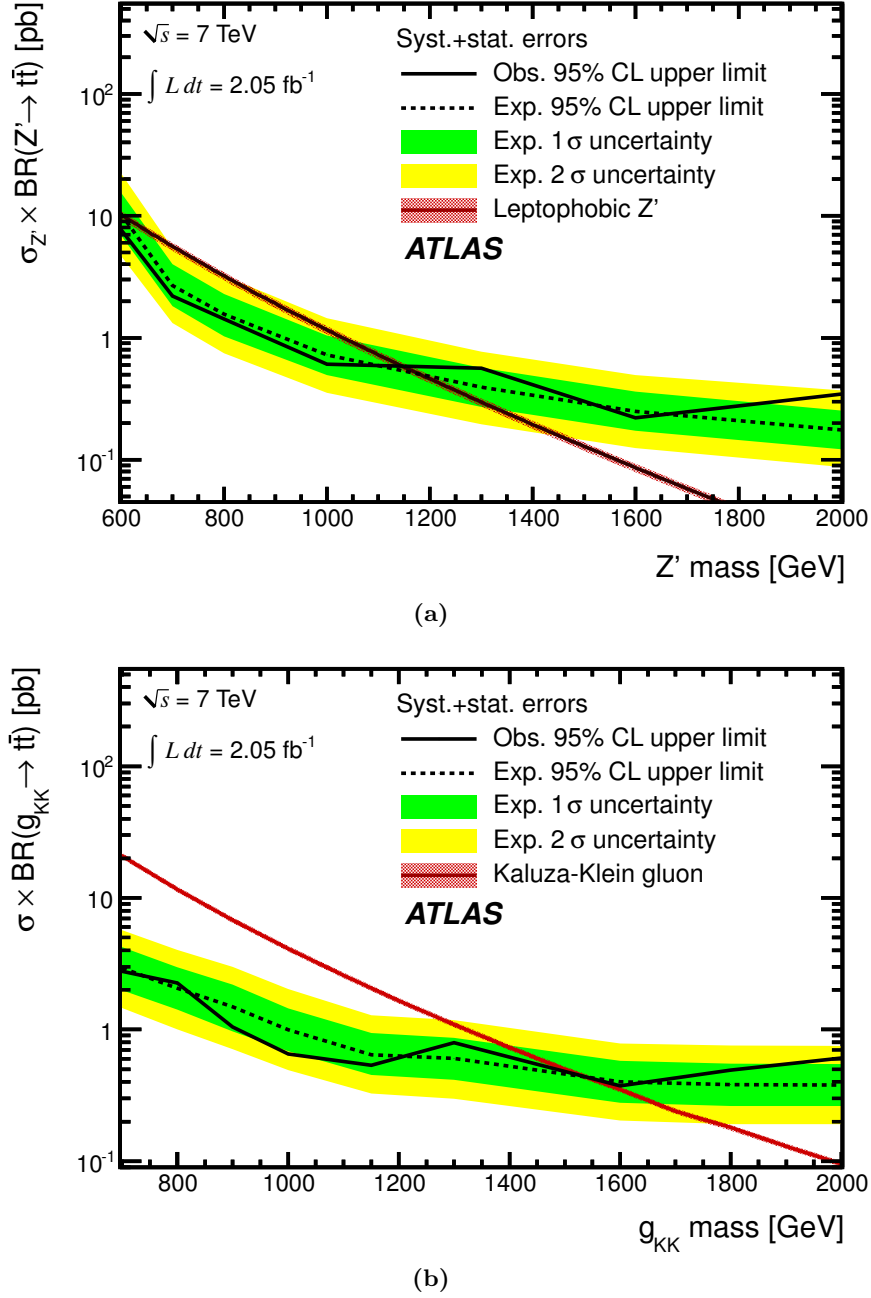 σZ' × BR(Z'→ tt̄) [pb]
√s = 7 TeV
∫ L dt = 2.05 fb-1
Syst.+stat. errors
Obs. 95% CL upper limit
Exp. 95% CL upper limit
Exp. 1 σ uncertainty
Exp. 2 σ uncertainty
Leptophobic Z'
ATLAS
102
10
1
10-1
600 800 1000 1200 1400 1600 1800 2000
Z' mass [GeV]
(a)
σ × BR(gKK → tt̄) [pb]
√s = 7 TeV
∫ L dt = 2.05 fb-1
Syst.+stat. errors
Obs. 95% CL upper limit
Exp. 95% CL upper limit
Exp. 1 σ uncertainty
Exp. 2 σ uncertainty
Kaluza-Klein gluon
ATLAS
102
10
1
10-1
800 1000 1200 1400 1600 1800 2000
gKK mass [GeV]
(b)